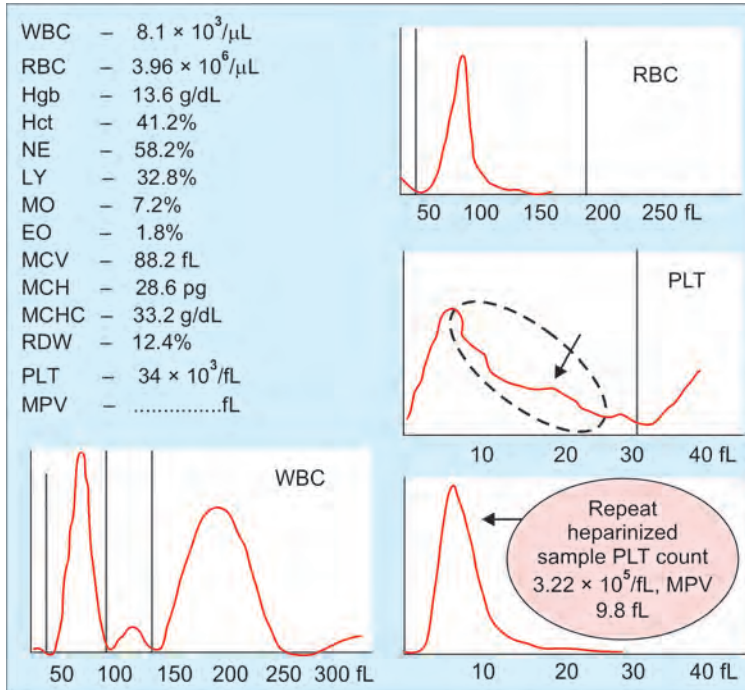 WBC – 8.1 × 10³/μL
RBC – 3.96 × 10⁶/μL
Hgb – 13.6 g/dL
Hct – 41.2%
NE – 58.2%
LY – 32.8%
MO – 7.2%
EO – 1.8%
MCV – 88.2 fL
MCH – 28.6 pg
MCHC – 33.2 g/dL
RDW – 12.4%
PLT – 34 × 10³/fL
MPV – ...............fL
RBC
50 100 150 200 250 fL
PLT
10 20 30 40 fL
WBC
50 100 150 200 250 300 fL
Repeat
heparinized
sample PLT count
3.22 × 10⁵/fL, MPV
9.8 fL
10 20 30 40 fL